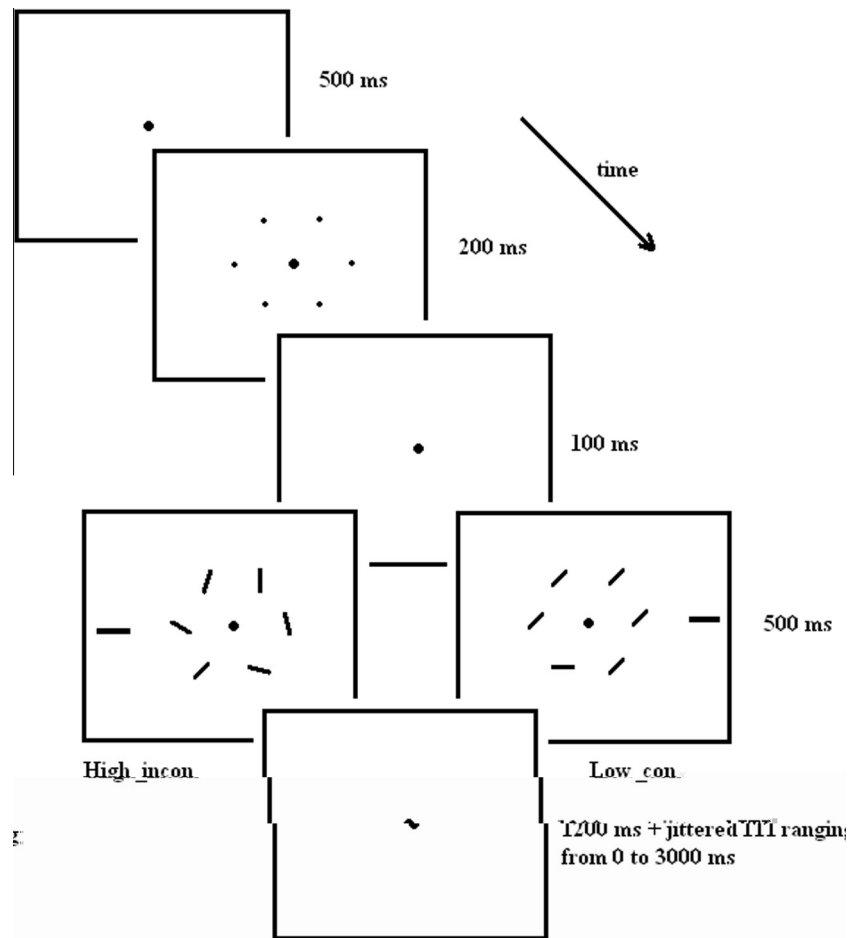 500 ms
time
200 ms
100 ms
500 ms
High_incon
Low_con
1200 ms + jittered ITI ranging
from 0 to 3000 ms